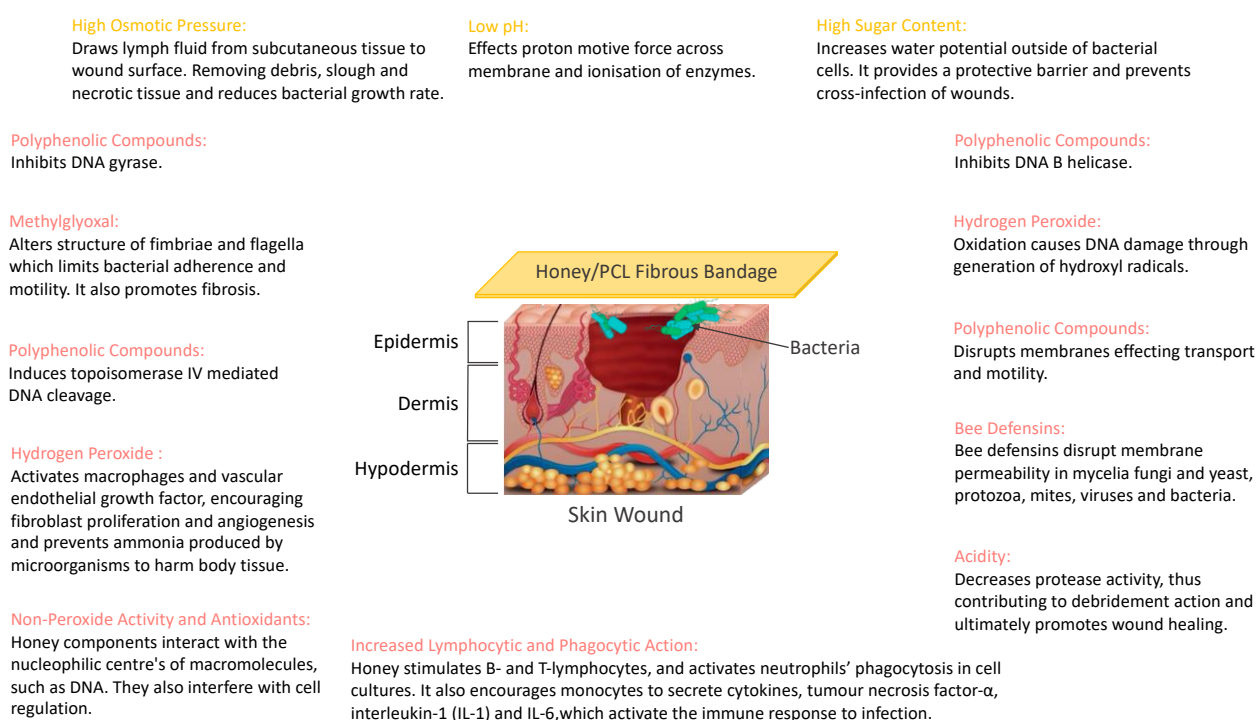 High Osmotic Pressure:
Draws lymph fluid from subcutaneous tissue to
wound surface. Removing debris, slough and
necrotic tissue and reduces bacterial growth rate.
Low pH:
Effects proton motive force across
membrane and ionisation of enzymes.
High Sugar Content:
Increases water potential outside of bacterial
cells. It provides a protective barrier and prevents
cross-infection of wounds.
Polyphenolic Compounds:
Inhibits DNA gyrase.
Methylglyoxal:
Alters structure of fimbriae and flagella
which limits bacterial adherence and
motility. It also promotes fibrosis.
Polyphenolic Compounds:
Induces topoisomerase IV mediated
DNA cleavage.
Hydrogen Peroxide :
Activates macrophages and vascular
endothelial growth factor, encouraging
fibroblast proliferation and angiogenesis
and prevents ammonia produced by
microorganisms to harm body tissue.
Non-Peroxide Activity and Antioxidants:
Honey components interact with the
nucleophilic centre's of macromolecules,
such as DNA. They also interfere with cell
regulation.
Honey/PCL Fibrous Bandage
Epidermis
Dermis
Hypodermis
Bacteria
Skin Wound
Increased Lymphocytic and Phagocytic Action:
Honey stimulates B- and T-lymphocytes, and activates neutrophils’ phagocytosis in cell
cultures. It also encourages monocytes to secrete cytokines, tumour necrosis factor-α,
interleukin-1 (IL-1) and IL-6,which activate the immune response to infection.
Polyphenolic Compounds:
Inhibits DNA B helicase.
Hydrogen Peroxide:
Oxidation causes DNA damage through
generation of hydroxyl radicals.
Polyphenolic Compounds:
Disrupts membranes effecting transport
and motility.
Bee Defensins:
Bee defensins disrupt membrane
permeability in mycelia fungi and yeast,
protozoa, mites, viruses and bacteria.
Acidity:
Decreases protease activity, thus
contributing to debridement action and
ultimately promotes wound healing.